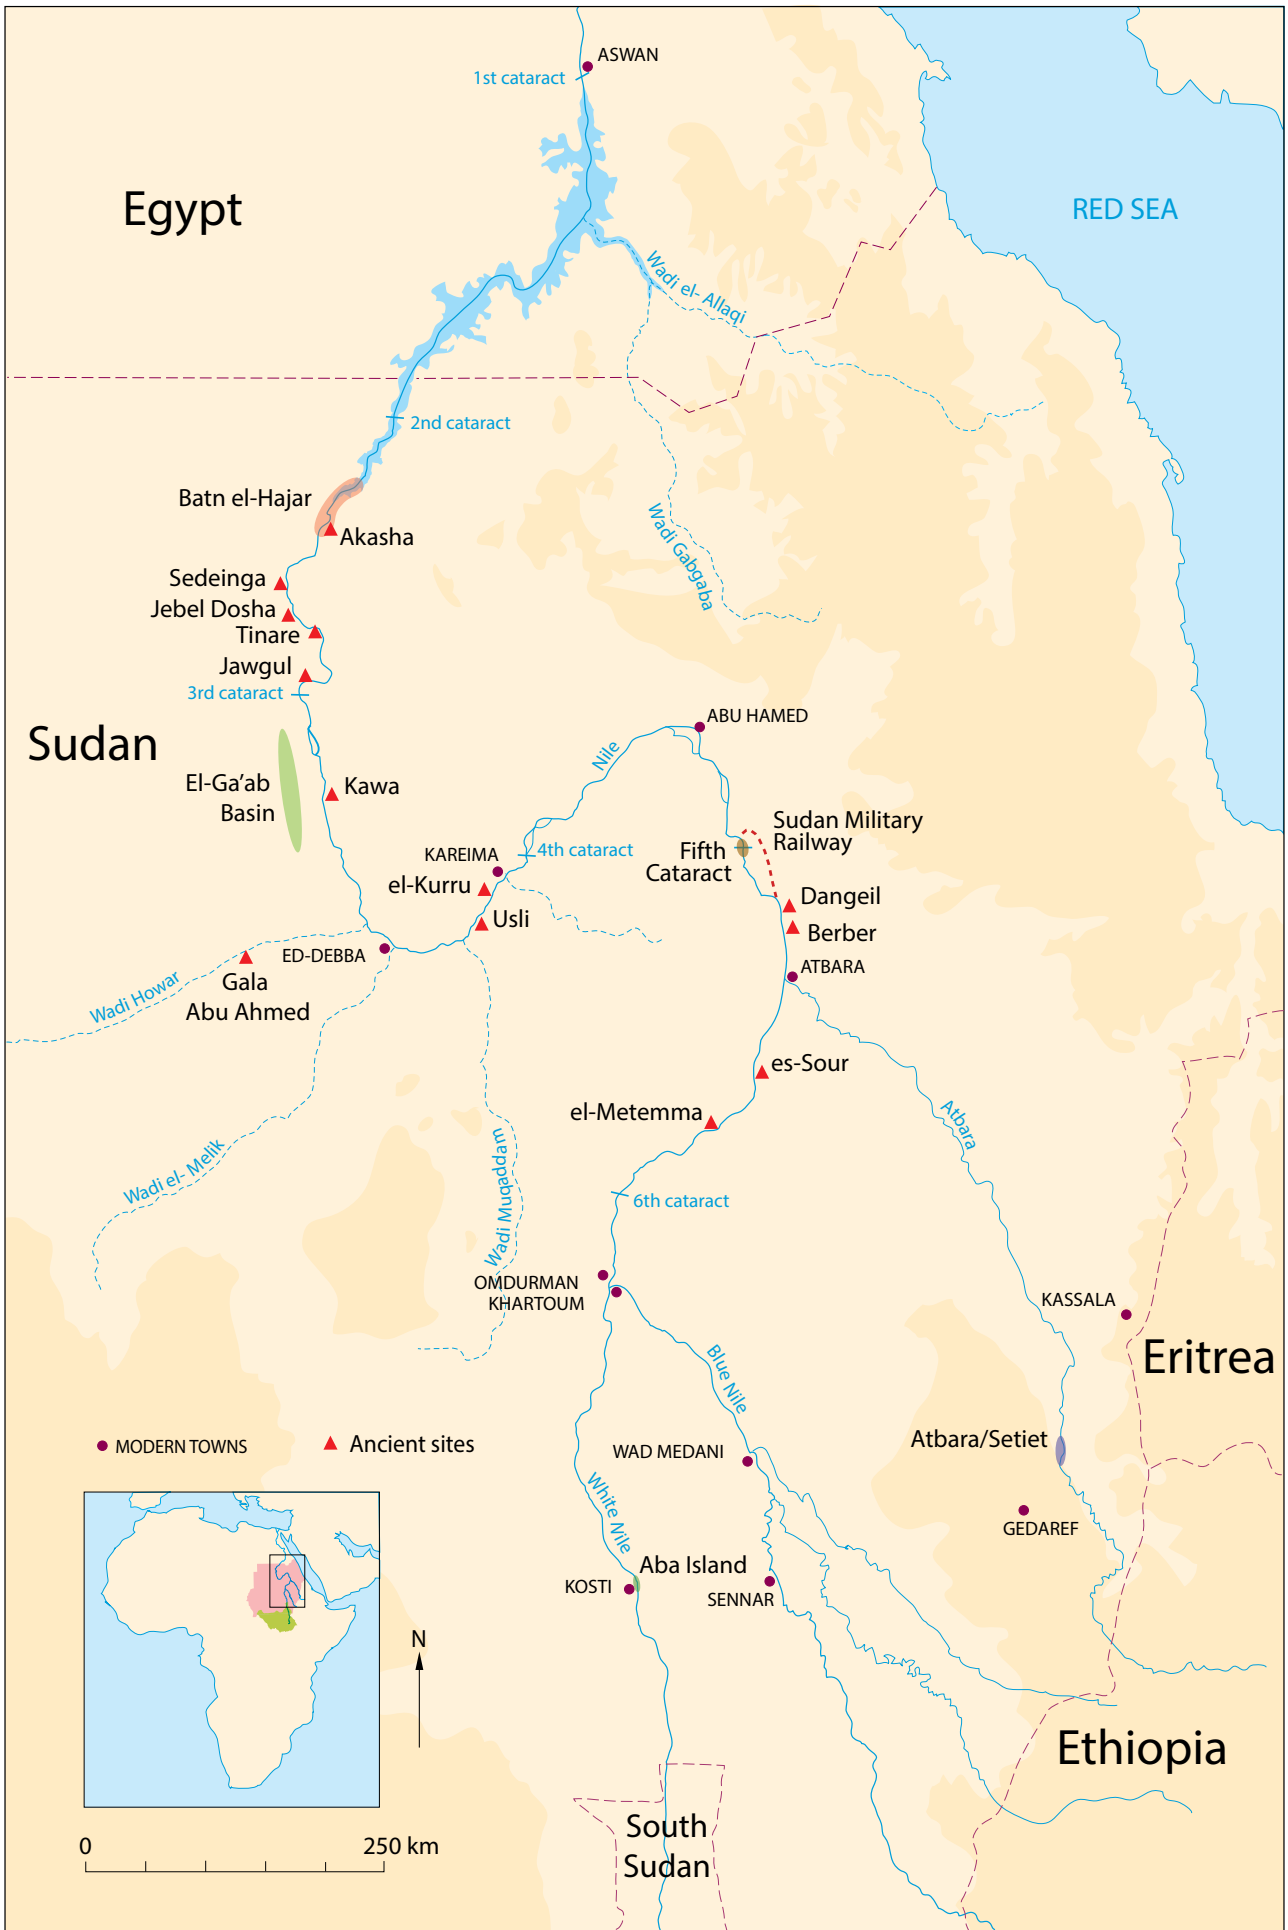 ASWAN
1st cataract
Egypt
RED SEA
Wadi el- Allaqi
2nd cataract
Batn el-Hajar
Akasha
Wadi Gabgaba
Sedeinga
Jebel Dosha
Tinare
Jawgul
3rd cataract
Sudan
ABU HAMED
Nile
El-Ga’ab
Basin
Kawa
Sudan Military
Railway
Fifth
Cataract
4th cataract
KAREIMA
el-Kurru
Dangeil
Usli
Berber
ED-DEBBA
ATBARA
Gala
Abu Ahmed
Wadi Howar
es-Sour
el-Metemma
Atbara
Wadi el- Melik
Wadi Muqaddam
6th cataract
OMDURMAN
KHARTOUM
KASSALA
Eritrea
Blue Nile
MODERN TOWNS
Ancient sites
WAD MEDANI
Atbara/Setiet
White Nile
GEDAREF
Aba Island
KOSTI
SENNAR
N
Ethiopia
South
Sudan
0
250 km